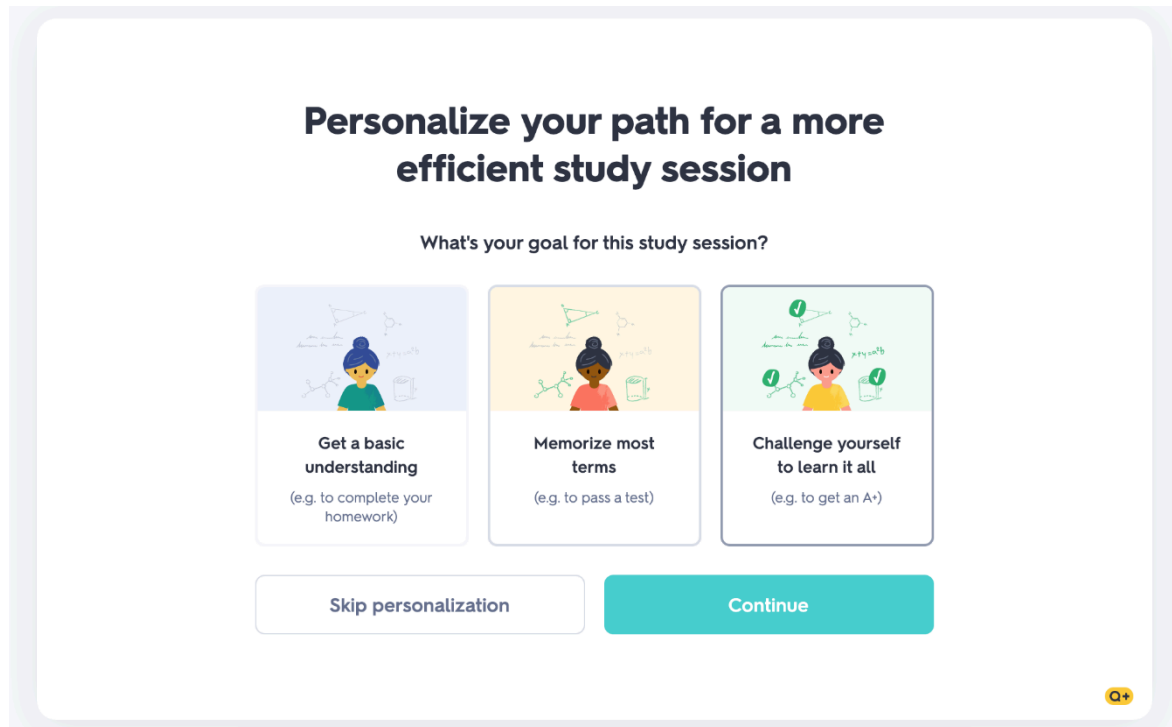 Personalize your path for a more
efficient study session
What's your goal for this study session?
Get a basic
understanding
(e.g. to complete your
homework)
Memorize most
terms
(e.g. to pass a test)
Challenge yourself
to learn it all
(e.g. to get an A+)
Skip personalization
Continue
Q+